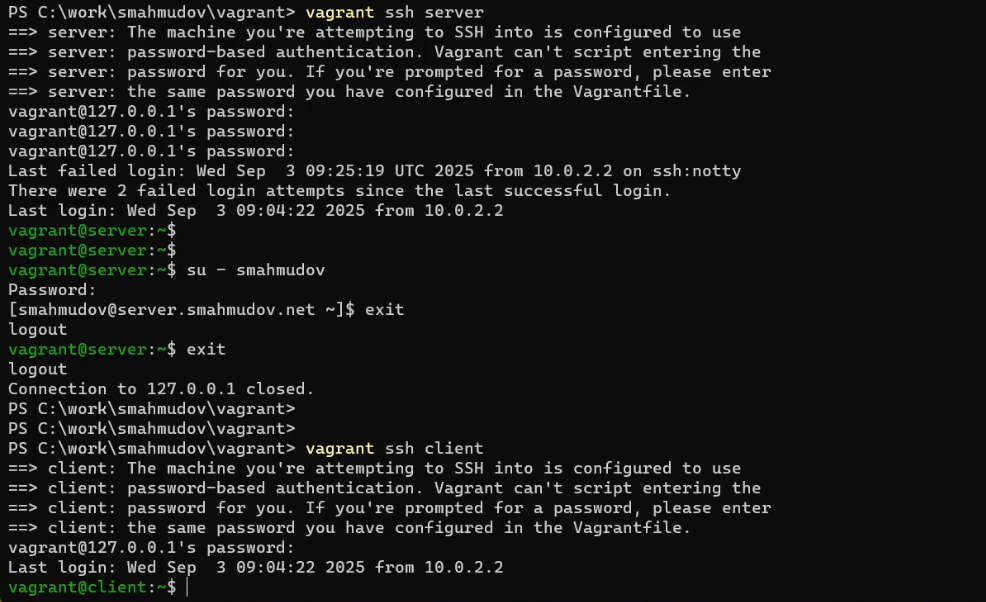 PS C:\work\smahmudov\vagrant> vagrant ssh server
==> server: The machine you're attempting to SSH into is configured to use
==> server: password-based authentication. Vagrant can't script entering the
==> server: password for you. If you're prompted for a password, please enter
==> server: the same password you have configured in the Vagrantfile.
vagrant@127.0.0.1's password:
vagrant@127.0.0.1's password:
vagrant@127.0.0.1's password:
Last failed login: Wed Sep  3 09:25:19 UTC 2025 from 10.0.2.2 on ssh:notty
There were 2 failed login attempts since the last successful login.
Last login: Wed Sep  3 09:04:22 2025 from 10.0.2.2
vagrant@server:~$
vagrant@server:~$
vagrant@server:~$ su - smahmudov
Password:
[smahmudov@server.smahmudov.net ~]$ exit
logout
vagrant@server:~$ exit
logout
Connection to 127.0.0.1 closed.
PS C:\work\smahmudov\vagrant>
PS C:\work\smahmudov\vagrant>
PS C:\work\smahmudov\vagrant> vagrant ssh client
==> client: The machine you're attempting to SSH into is configured to use
==> client: password-based authentication. Vagrant can't script entering the
==> client: password for you. If you're prompted for a password, please enter
==> client: the same password you have configured in the Vagrantfile.
vagrant@127.0.0.1's password:
Last login: Wed Sep  3 09:04:22 2025 from 10.0.2.2
vagrant@client:~$